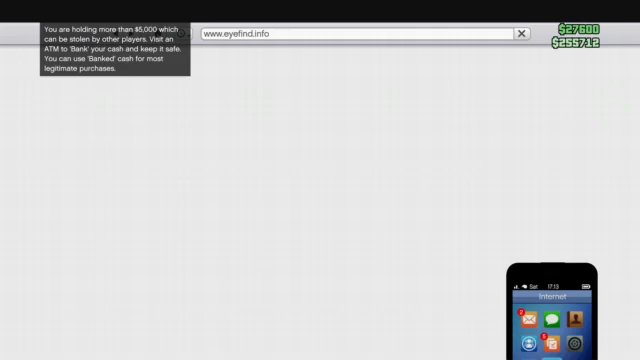 You are holding more than $5,000 which
can be stolen by other players. Visit an
ATM to 'Bank' your cash and keep it safe.
You can use 'Banked' cash for most
legitimate purchases.
www.eyefind.info
$27600
$255712
Sat 17:13
Internet
2
5